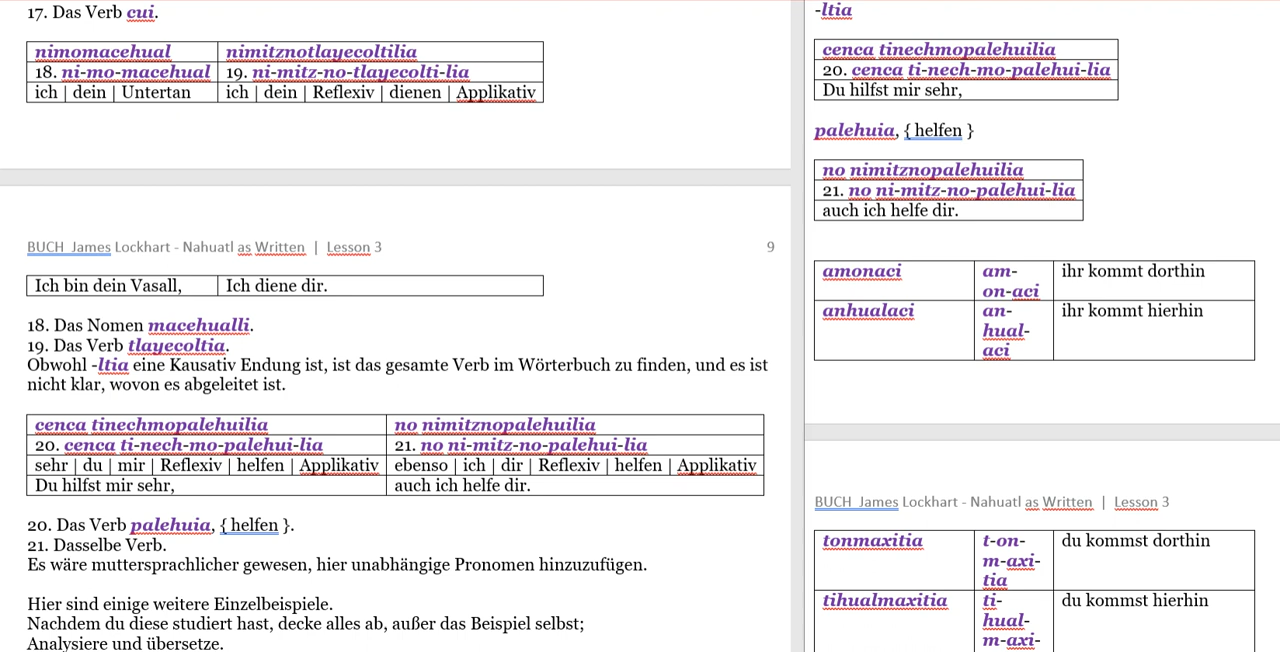 17. Das Verb cui.
nimomacehual nimitznotlayecoltilia
18. ni-mo-macehual 19. ni-mitz-no-tlayecolti-lia
ich | dein | Untertan ich | dein | Reflexiv | dienen | Applikativ
BUCH James Lockhart - Nahuatl as Written | Lesson 3 9
Ich bin dein Vasall, Ich diene dir.
18. Das Nomen macehualli.
19. Das Verb tlayecoltia.
Obwohl -ltia eine Kausativ Endung ist, ist das gesamte Verb im Wörterbuch zu finden, und es ist
nicht klar, wovon es abgeleitet ist.
cenca tinechmopalehuilia no nimitznopalehuilia
20. cenca ti-nech-mo-palehui-lia 21. no ni-mitz-no-palehui-lia
sehr | du | mir | Reflexiv | helfen | Applikativ ebenso | ich | dir | Reflexiv | helfen | Applikativ
Du hilfst mir sehr, auch ich helfe dir.
20. Das Verb palehuia, { helfen }.
21. Dasselbe Verb.
Es wäre muttersprachlicher gewesen, hier unabhängige Pronomen hinzuzufügen.
Hier sind einige weitere Einzelbeispiele.
Nachdem du diese studiert hast, decke alles ab, außer das Beispiel selbst;
Analysiere und übersetze.
-ltia
cenca tinechmopalehuilia
20. cenca ti-nech-mo-palehui-lia
Du hilfst mir sehr,
palehuia, { helfen }
no nimitznopalehuilia
21. no ni-mitz-no-palehui-lia
auch ich helfe dir.
amonaci am- ihr kommt dorthin
on-aci
anhualaci an- ihr kommt hierhin
hual-
aci
BUCH James Lockhart - Nahuatl as Written | Lesson 3
tonmaxitia t-on- du kommst dorthin
m-axi-
tia
tihualmaxitia ti- du kommst hierhin
hual-
m-axi-